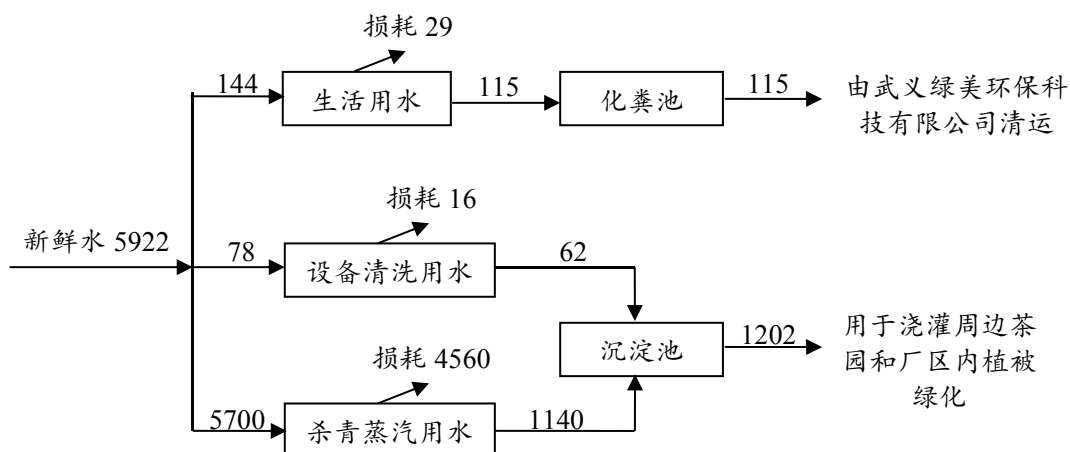 损耗 29
144
生活用水
115
化粪池
115
由武义绿美环保科
技有限公司清运
损耗 16
新鲜水 5922
78
设备清洗用水
62
沉淀池
1202
用于浇灌周边茶
园和厂区内植被
绿化
损耗 4560
5700
杀青蒸汽用水
1140